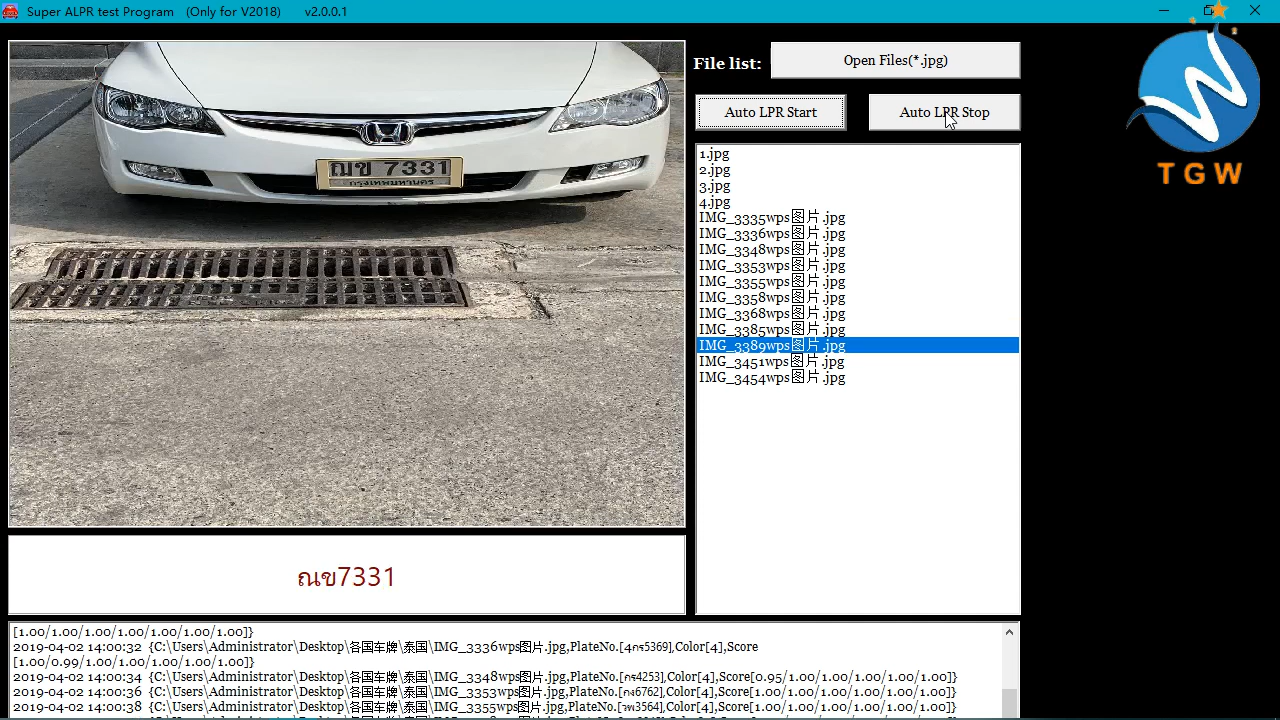 Super ALPR test Program (Only for V2018) v2.0.0.1
File list:
Open Files(*.jpg)
Auto LPR Start
Auto LPR Stop
TGW
1.jpg
2.jpg
3.jpg
4.jpg
IMG_3335wps图片.jpg
IMG_3336wps图片.jpg
IMG_3348wps图片.jpg
IMG_3353wps图片.jpg
IMG_3355wps图片.jpg
IMG_3358wps图片.jpg
IMG_3368wps图片.jpg
IMG_3385wps图片.jpg
IMG_3389wps图片.jpg
IMG_3451wps图片.jpg
IMG_3454wps图片.jpg
ฌข 7331
กรุงเทพมหานคร
ณข7331
[1.00/1.00/1.00/1.00/1.00/1.00/1.00]}
2019-04-02 14:00:32 {C:\Users\Administrator\Desktop\各国车牌\泰国\IMG_3336wps图片.jpg,PlateNo.[4กร5369],Color[4],Score
[1.00/0.99/1.00/1.00/1.00/1.00/1.00]}
2019-04-02 14:00:34 {C:\Users\Administrator\Desktop\各国车牌\泰国\IMG_3348wps图片.jpg,PlateNo.[กร4253],Color[4],Score[0.95/1.00/1.00/1.00/1.00/1.00]}
2019-04-02 14:00:36 {C:\Users\Administrator\Desktop\各国车牌\泰国\IMG_3353wps图片.jpg,PlateNo.[กง6762],Color[4],Score[1.00/1.00/1.00/1.00/1.00/1.00]}
2019-04-02 14:00:38 {C:\Users\Administrator\Desktop\各国车牌\泰国\IMG_3355wps图片.jpg,PlateNo.[วพ3564],Color[4],Score[1.00/1.00/1.00/1.00/1.00/1.00]}